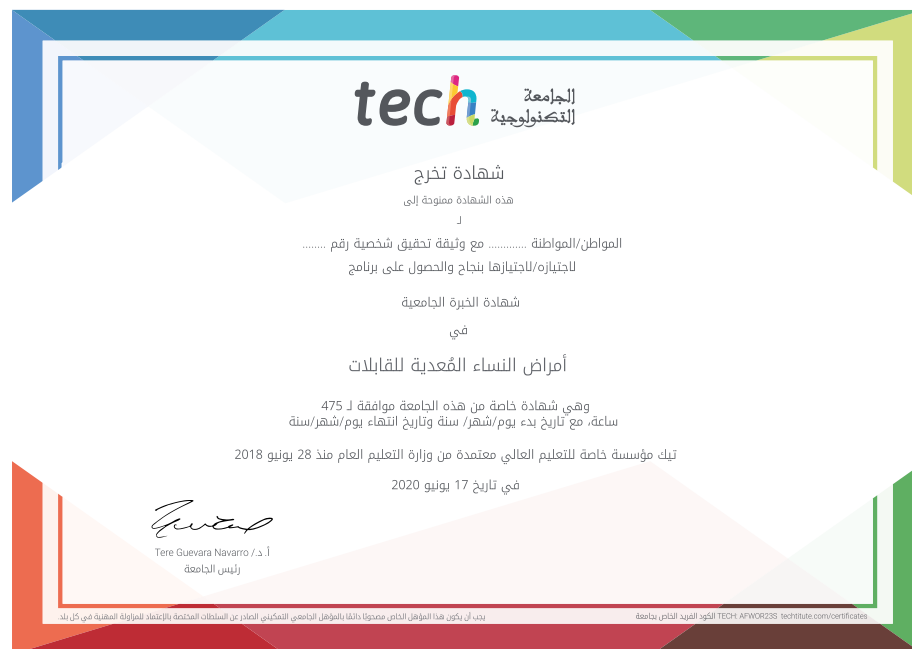 tech الجامعة
التكنولوجية
شهادة تخرج
هذه الشهادة ممنوحة إلى
لـ
المواطن/المواطنة ............. مع وثيقة تحقيق شخصية رقم ........
لاجتيازه/لاجتيازها بنجاح والحصول على برنامج
شهادة الخبرة الجامعية
في
أمراض النساء المُعدية للقابلات
وهي شهادة خاصة من هذه الجامعة موافقة لـ 475
ساعة، مع تاريخ بدء يوم/شهر/ سنة وتاريخ انتهاء يوم/شهر/سنة
تيك مؤسسة خاصة للتعليم العالي معتمدة من وزارة التعليم العام منذ 28 يونيو 2018
في تاريخ 17 يونيو 2020
أ. د./ Tere Guevara Navarro
رئيس الجامعة
يجب أن يكون هذا المؤهل الخاص مصحوبًا دائمًا بالمؤهل الجامعي التمكيني الصادر عن السلطات المختصة بالإعتماد للمزاولة المهنية في كل بلد.
الكود الفريد الخاص بجامعة TECH: AFWOR23S techtitute.com/certificates